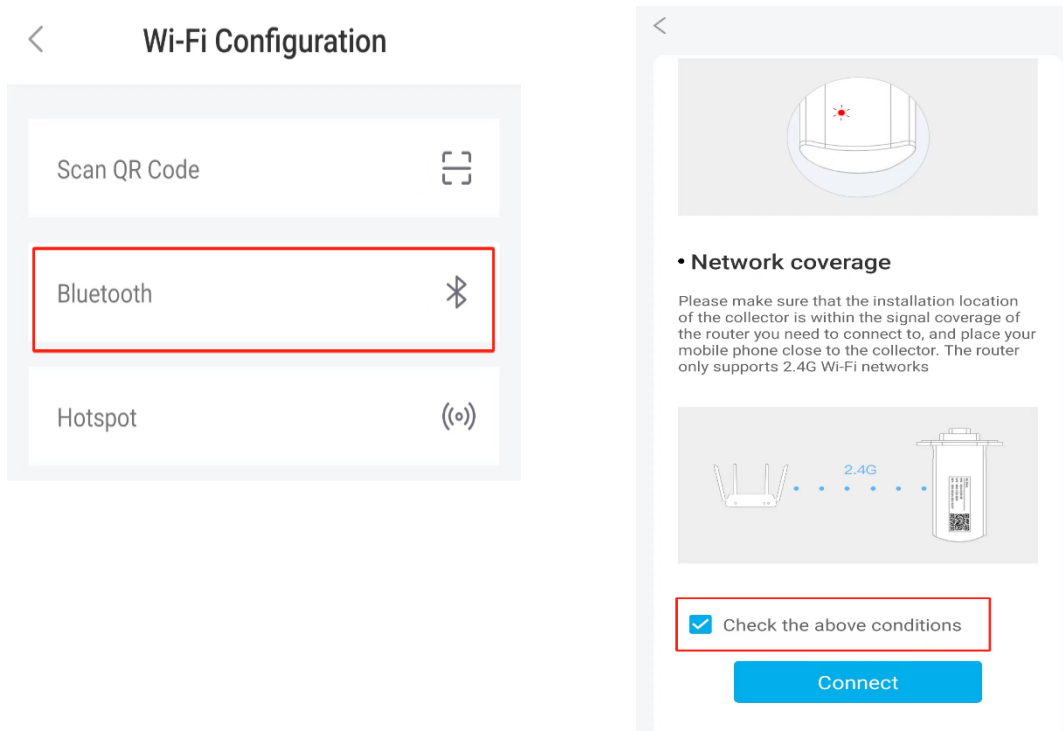 Wi-Fi Configuration
Scan QR Code
Bluetooth
Hotspot
• Network coverage
Please make sure that the installation location
of the collector is within the signal coverage of
the router you need to connect to, and place your
mobile phone close to the collector. The router
only supports 2.4G Wi-Fi networks
2.4G
Check the above conditions
Connect